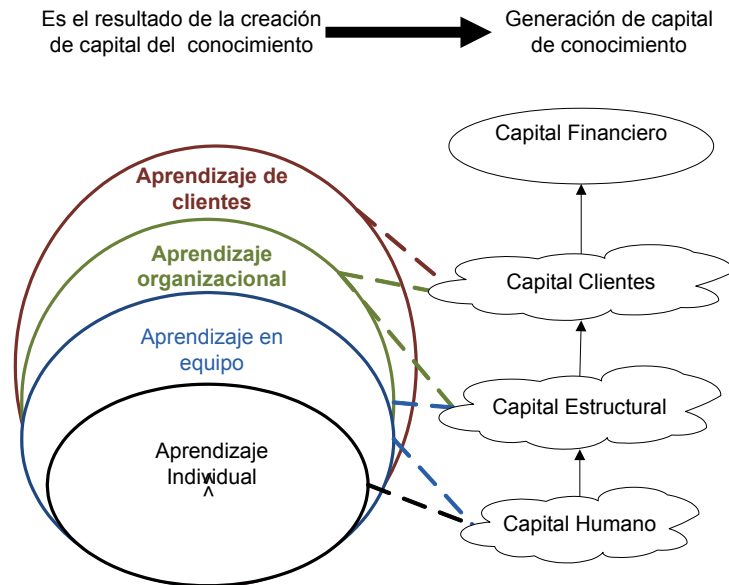 Es el resultado de la creación
de capital del conocimiento
Generación de capital
de conocimiento
Capital Financiero
Aprendizaje de
clientes
Aprendizaje
organizacional
Capital Clientes
Aprendizaje en
equipo
Capital Estructural
Aprendizaje
Individual
^
Capital Humano